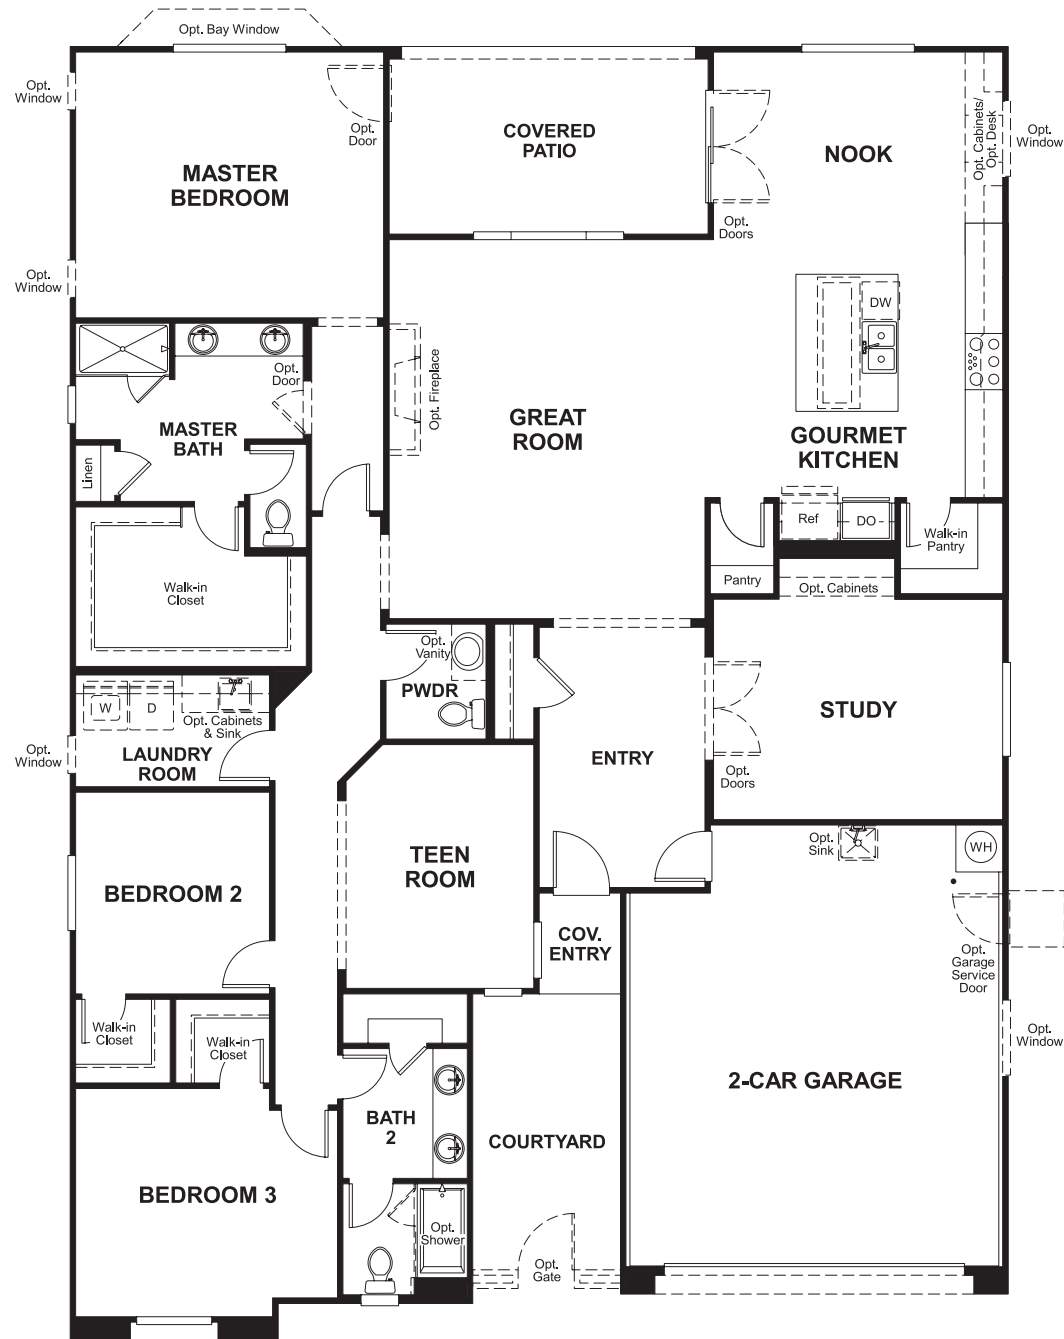 Opt. Bay Window
Opt.
Window
Opt.
Door
MASTER
BEDROOM
COVERED
PATIO
Opt.
Doors
NOOK
Opt. Cabinets/
Opt. Desk
Opt.
Window
Opt.
Window
DW
Opt.
Door
Opt. Fireplace
GREAT
ROOM
GOURMET
KITCHEN
MASTER
BATH
Linen
Ref
DO
Walk-in
Pantry
Pantry
Opt. Cabinets
Walk-in
Closet
Opt.
Vanity
PWDR
W
D
Opt. Cabinets
& Sink
LAUNDRY
ROOM
Opt.
Window
ENTRY
Opt.
Doors
STUDY
Opt.
Sink
WH
TEEN
ROOM
BEDROOM 2
COV.
ENTRY
Opt.
Garage
Service
Door
Walk-in
Closet
Walk-in
Closet
Opt.
Window
2-CAR GARAGE
BATH
2
COURTYARD
BEDROOM 3
Opt.
Shower
Opt.
Gate